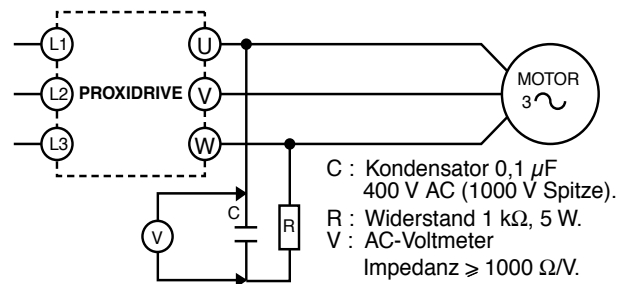 L1
U
L2
PROXIDRIVE
V
MOTOR
3
L3
W
C : Kondensator 0,1 µF
400 V AC (1000 V Spitze).
C
R
R : Widerstand 1 kΩ, 5 W.
V
V : AC-Voltmeter
Impedanz ⩾ 1000 Ω/V.